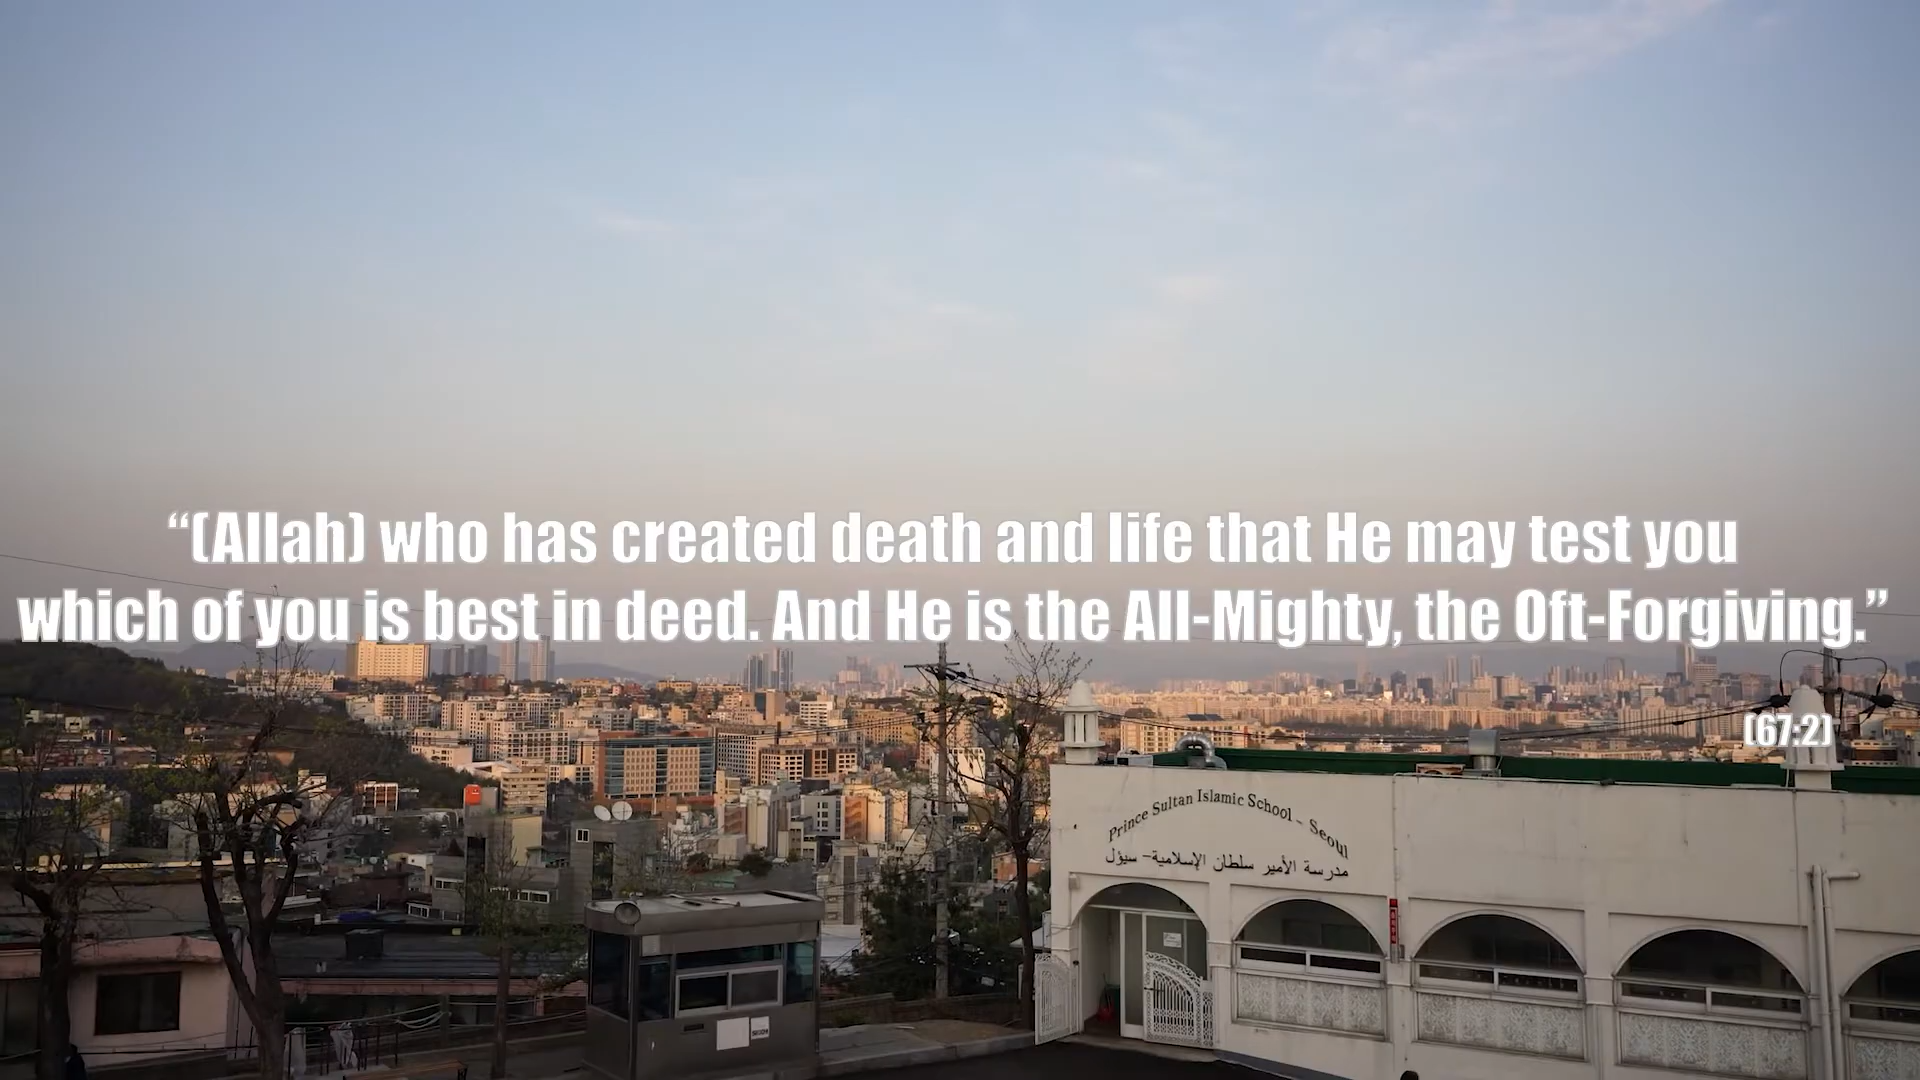 “(Allah) who has created death and life that He may test you
which of you is best in deed. And He is the All-Mighty, the Oft-Forgiving.”
(67:2)
Prince Sultan Islamic School - Seoul
مدرسة الأمير سلطان الإسلامية- سيؤل